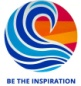 BE THE INSPIRATION